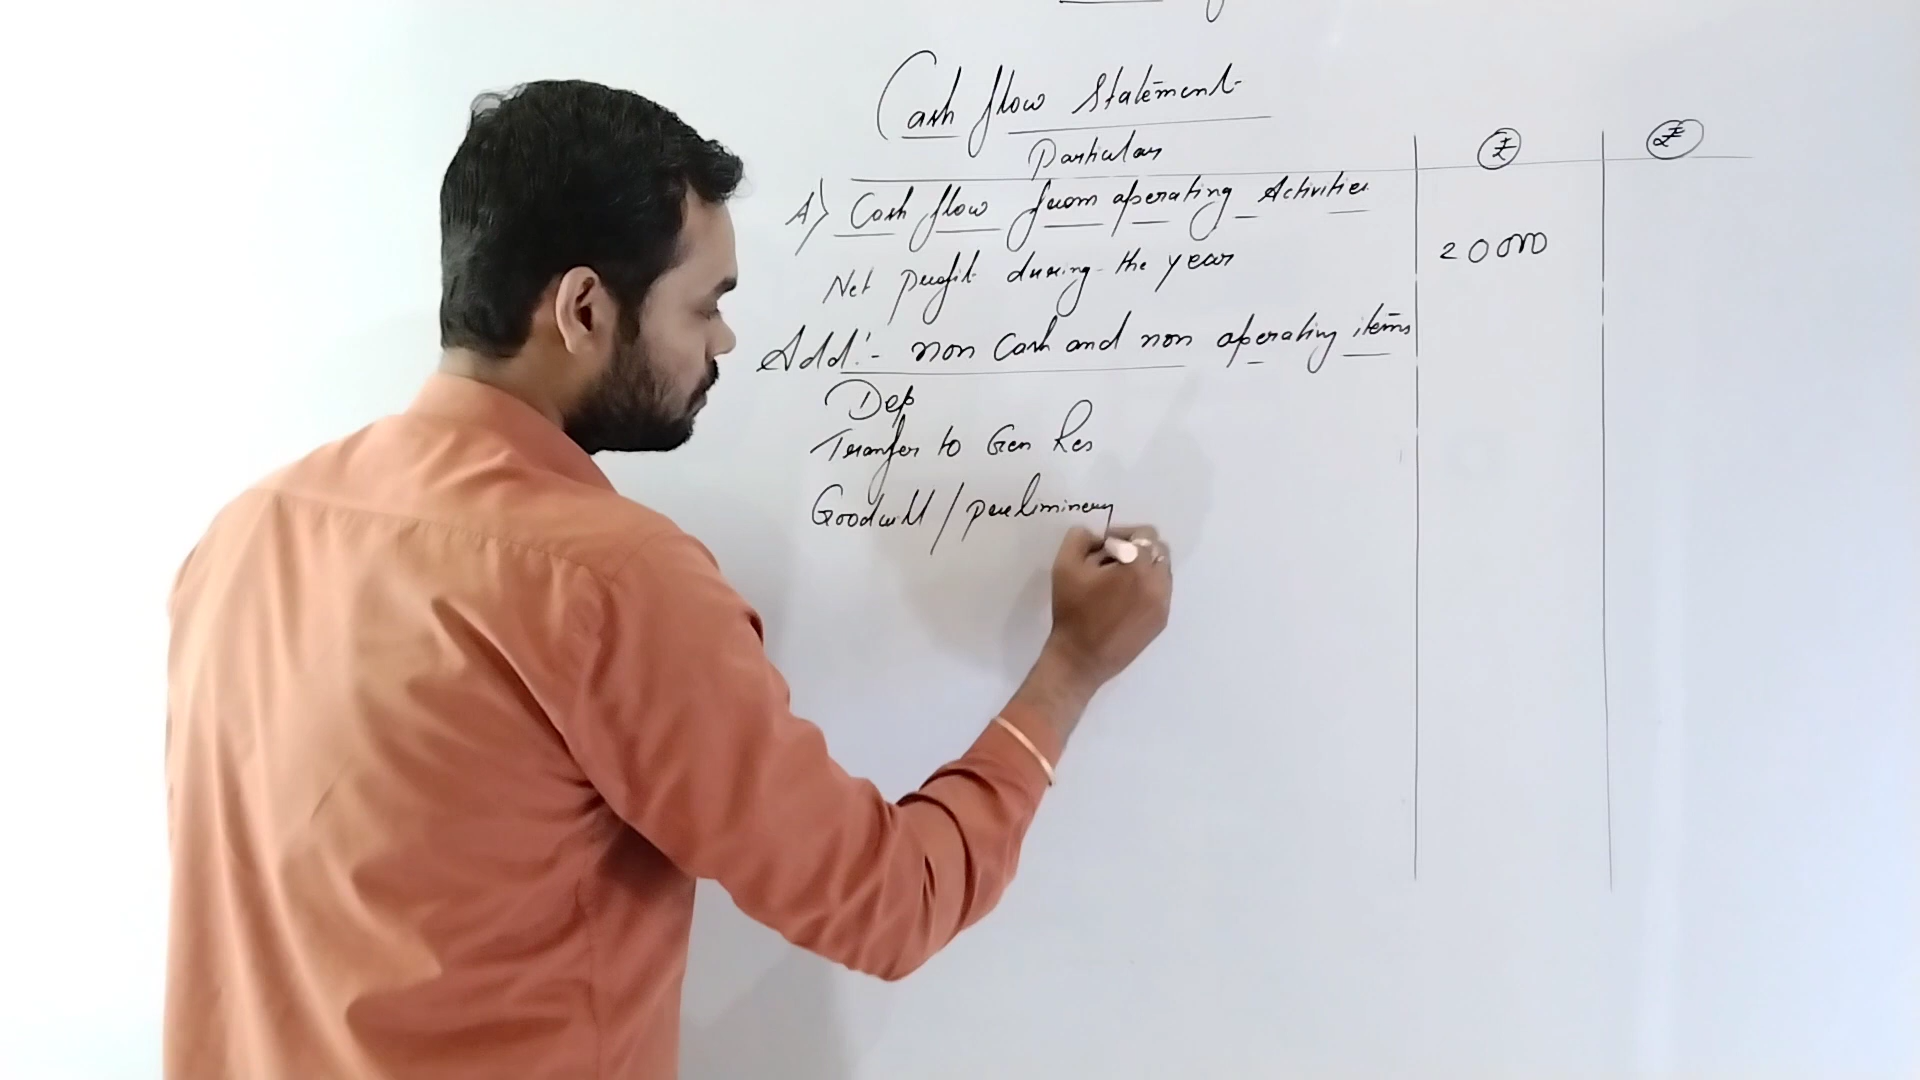 Cash flow Statement
Particulars ₹ ₹
A) Cash flow from operating Activities
Net profit during the year 20000
Add:- non Cash and non operating items
Dep
Transfer to Gen Res
Goodwill / preliminery